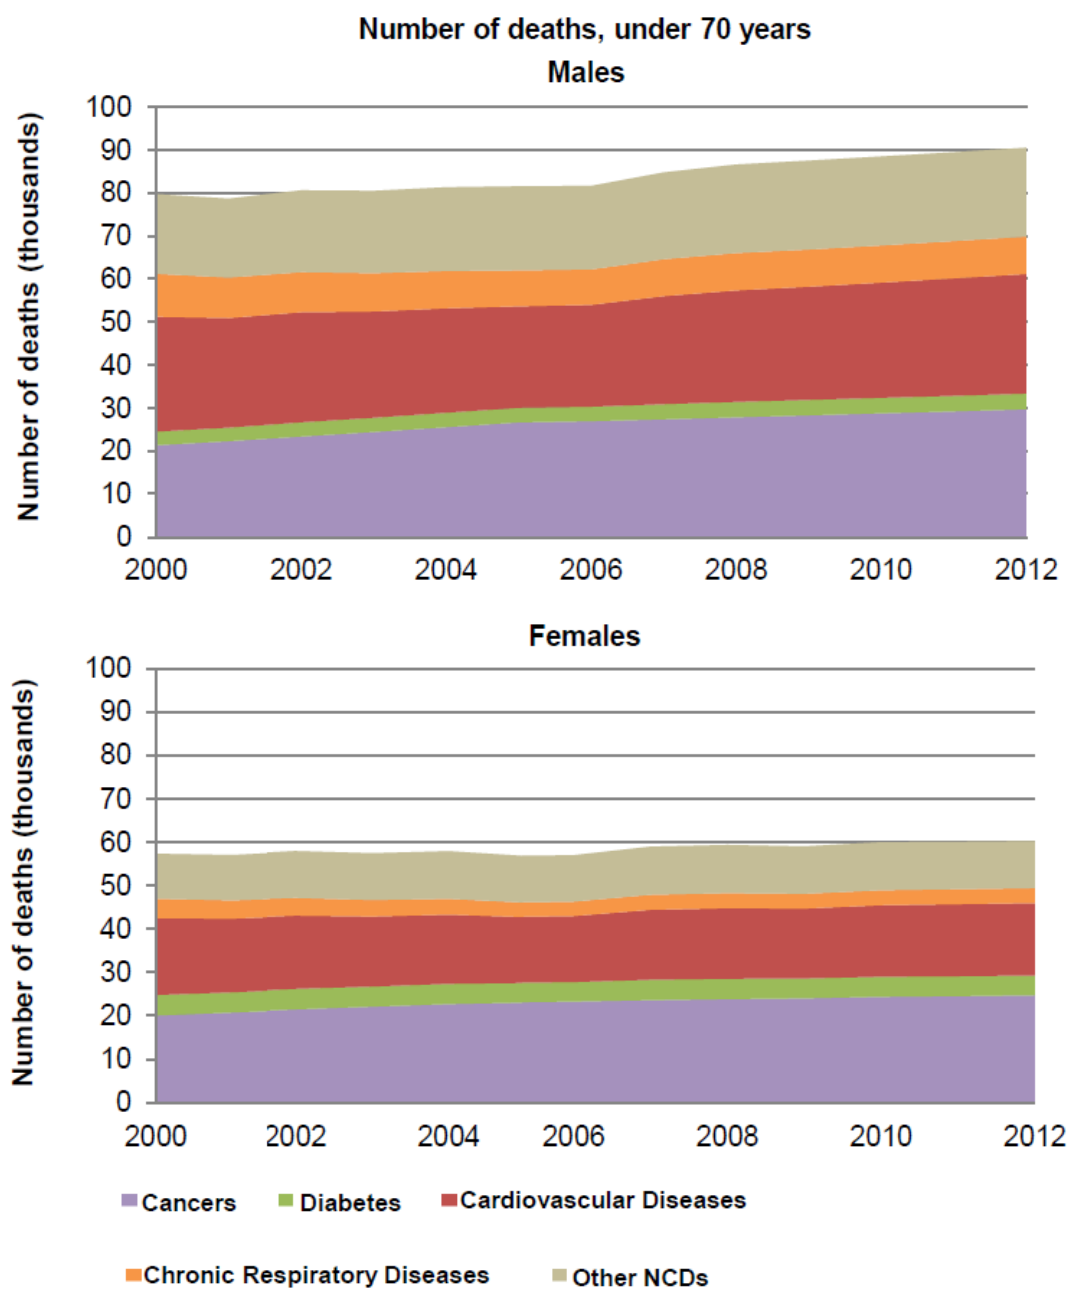 Number of deaths, under 70 years
Males
Number of deaths (thousands)
100
90
80
70
60
50
40
30
20
10
0
2000 2002 2004 2006 2008 2010 2012
Females
Number of deaths (thousands)
100
90
80
70
60
50
40
30
20
10
0
2000 2002 2004 2006 2008 2010 2012
Cancers Diabetes Cardiovascular Diseases
Chronic Respiratory Diseases Other NCDs